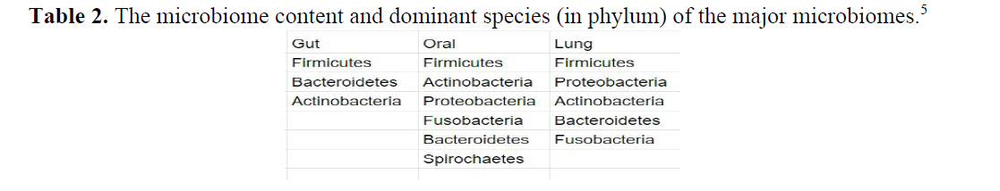 Table 2. The microbiome content and dominant species (in phylum) of the major microbiomes.5
Gut Oral Lung
Firmicutes Firmicutes Firmicutes
Bacteroidetes Actinobacteria Proteobacteria
Actinobacteria Proteobacteria Actinobacteria
Fusobacteria Bacteroidetes
Bacteroidetes Fusobacteria
Spirochaetes